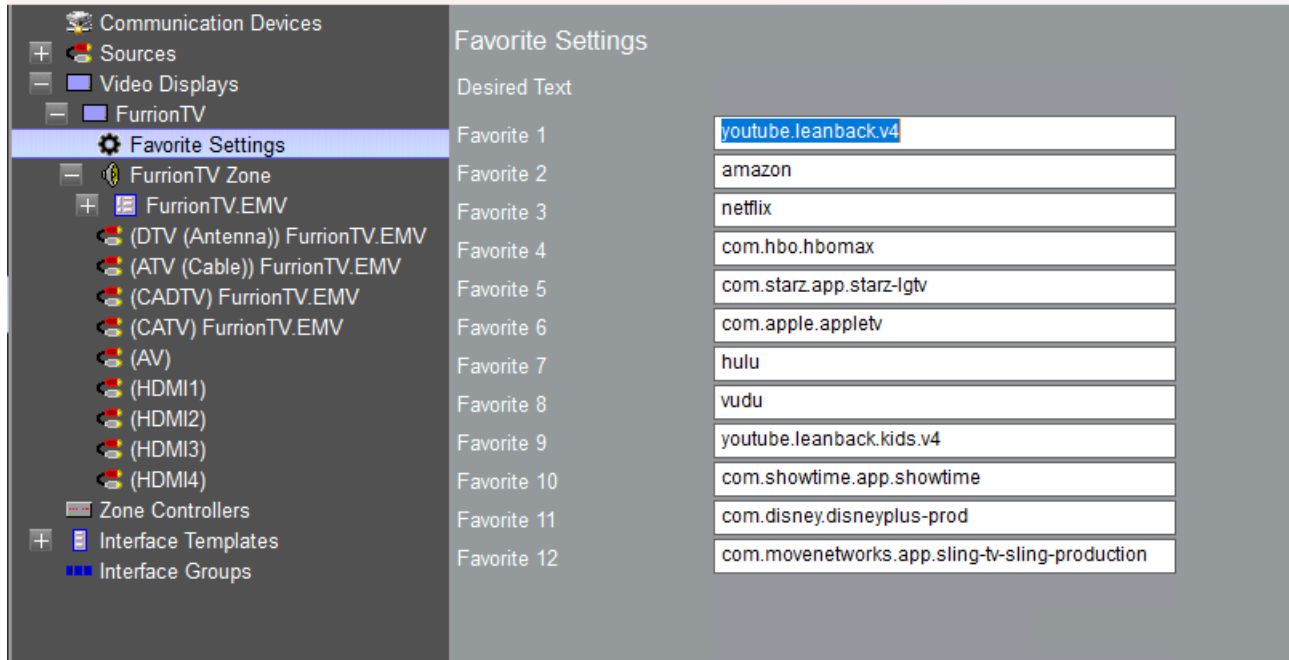 Communication Devices
Sources
Video Displays
FurrionTV
Favorite Settings
FurrionTV Zone
FurrionTV.EMV
(DTV (Antenna)) FurrionTV.EMV
(ATV (Cable)) FurrionTV.EMV
(CADTV) FurrionTV.EMV
(CATV) FurrionTV.EMV
(AV)
(HDMI1)
(HDMI2)
(HDMI3)
(HDMI4)
Zone Controllers
Interface Templates
Interface Groups
Favorite Settings
Desired Text
Favorite 1 youtube.leanback.v4
Favorite 2 amazon
Favorite 3 netflix
Favorite 4 com.hbo.hbomax
Favorite 5 com.starz.app.starz-lgtv
Favorite 6 com.apple.appletv
Favorite 7 hulu
Favorite 8 vudu
Favorite 9 youtube.leanback.kids.v4
Favorite 10 com.showtime.app.showtime
Favorite 11 com.disney.disneyplus-prod
Favorite 12 com.movenetworks.app.sling-tv-sling-production